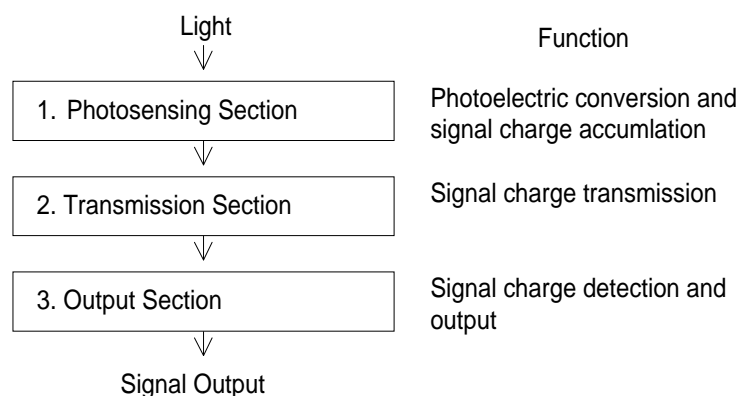 Light
Function
1. Photosensing Section
Photoelectric conversion and
signal charge accumlation
2. Transmission Section
Signal charge transmission
3. Output Section
Signal charge detection and
output
Signal Output